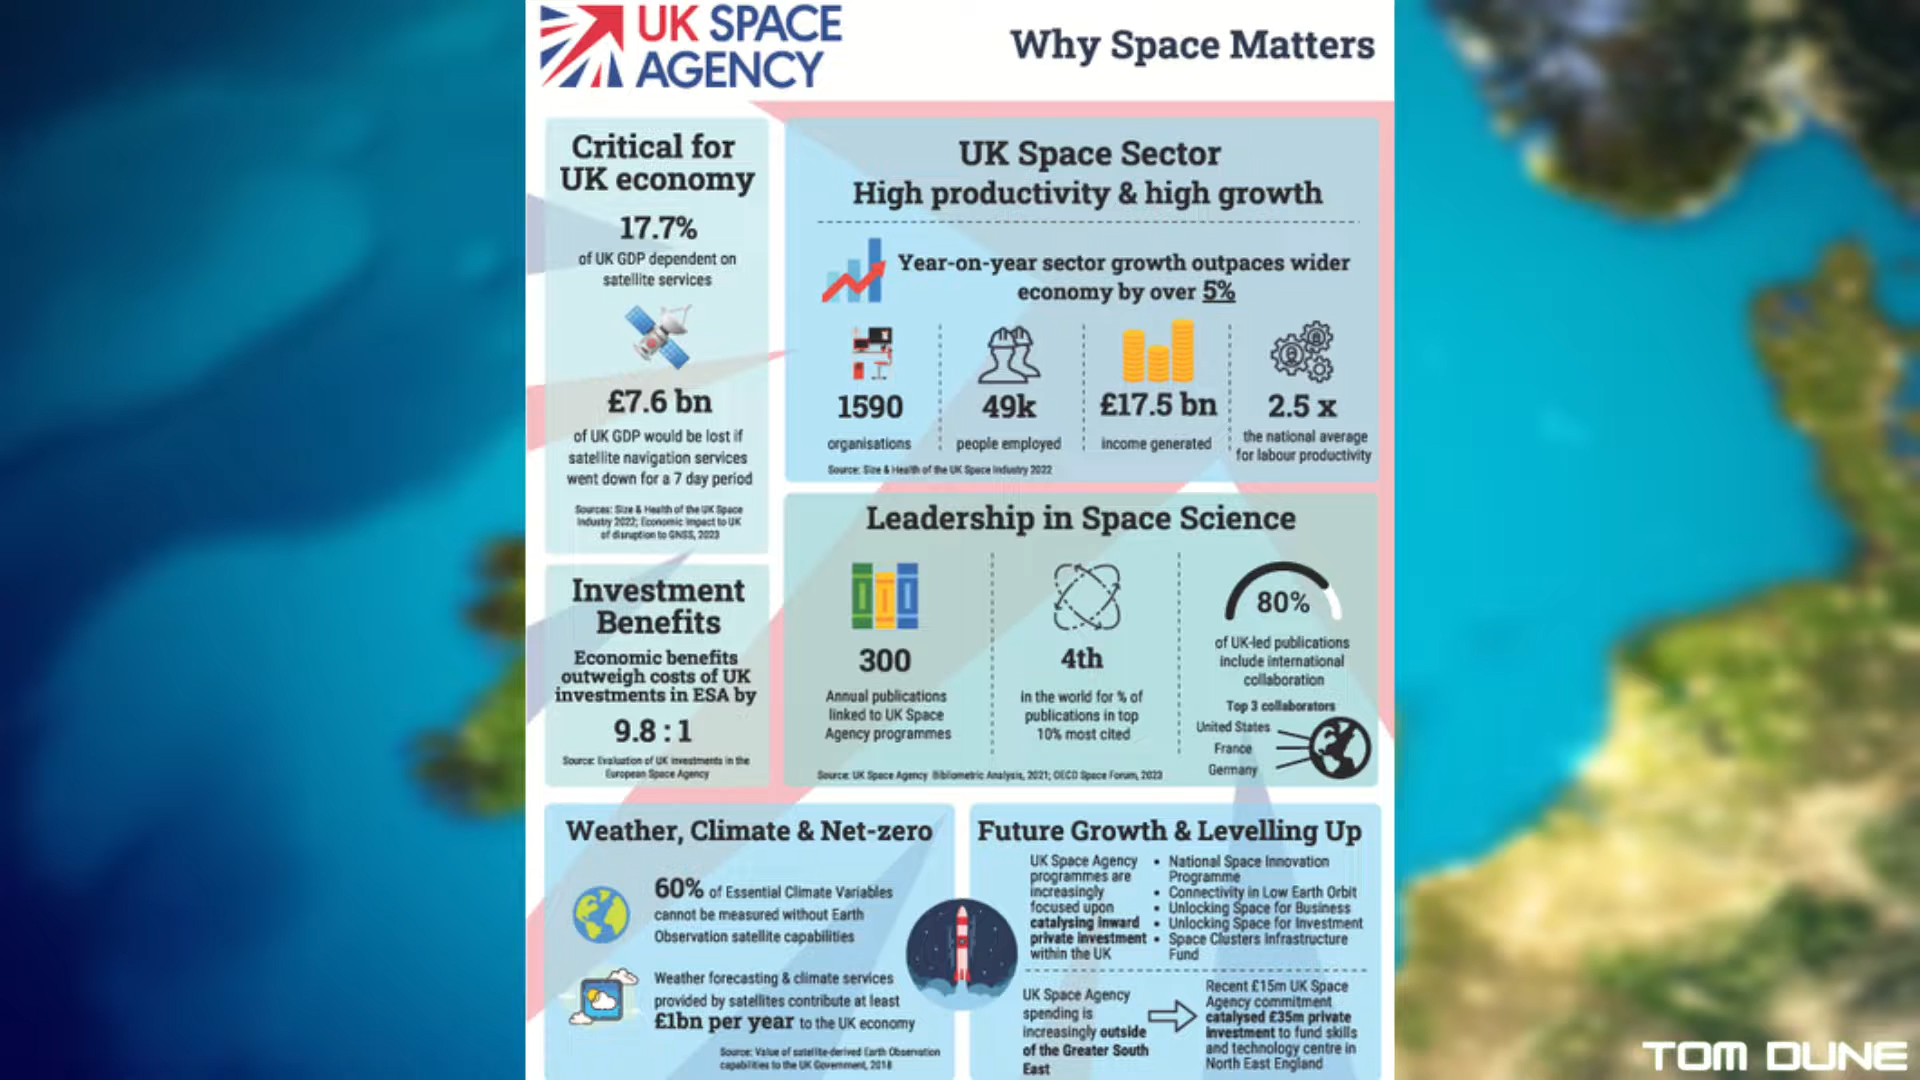 UK SPACE
AGENCY
Why Space Matters
Critical for
UK economy
17.7%
of UK GDP dependent on
satellite services
£7.6 bn
of UK GDP would be lost if
satellite navigation services
went down for a 7 day period
Sources: Size & Health of the UK Space
Industry 2022; Economic Impact to UK
of disruption to GNSS, 2023
UK Space Sector
High productivity & high growth
Year-on-year sector growth outpaces wider
economy by over 5%
1590
organisations
49k
people employed
£17.5 bn
income generated
2.5 x
the national average
for labour productivity
Source: Size & Health of the UK Space Industry 2022
Investment
Benefits
Economic benefits
outweigh costs of UK
investments in ESA by
9.8 : 1
Source: Evaluation of UK investments in the
European Space Agency
Leadership in Space Science
300
Annual publications
linked to UK Space
Agency programmes
4th
in the world for % of
publications in top
10% most cited
80%
of UK-led publications
include international
collaboration
Top 3 collaborators
United States
France
Germany
Source: UK Space Agency Bibliometric Analysis, 2021; OECD Space Forum, 2023
Weather, Climate & Net-zero
60% of Essential Climate Variables
cannot be measured without Earth
Observation satellite capabilities
Weather forecasting & climate services
provided by satellites contribute at least
£1bn per year to the UK economy
Source: Value of satellite-derived Earth Observation
capabilities to the UK Government, 2018
Future Growth & Levelling Up
UK Space Agency
programmes are
increasingly
focused upon
catalysing inward
private investment
within the UK
• National Space Innovation
Programme
• Connectivity in Low Earth Orbit
• Unlocking Space for Business
• Unlocking Space for Investment
• Space Clusters Infrastructure
Fund
UK Space Agency
spending is
increasingly outside
of the Greater South
East
Recent £15m UK Space
Agency commitment
catalysed £35m private
investment to fund skills
and technology centre in
North East England
TOM DUNE